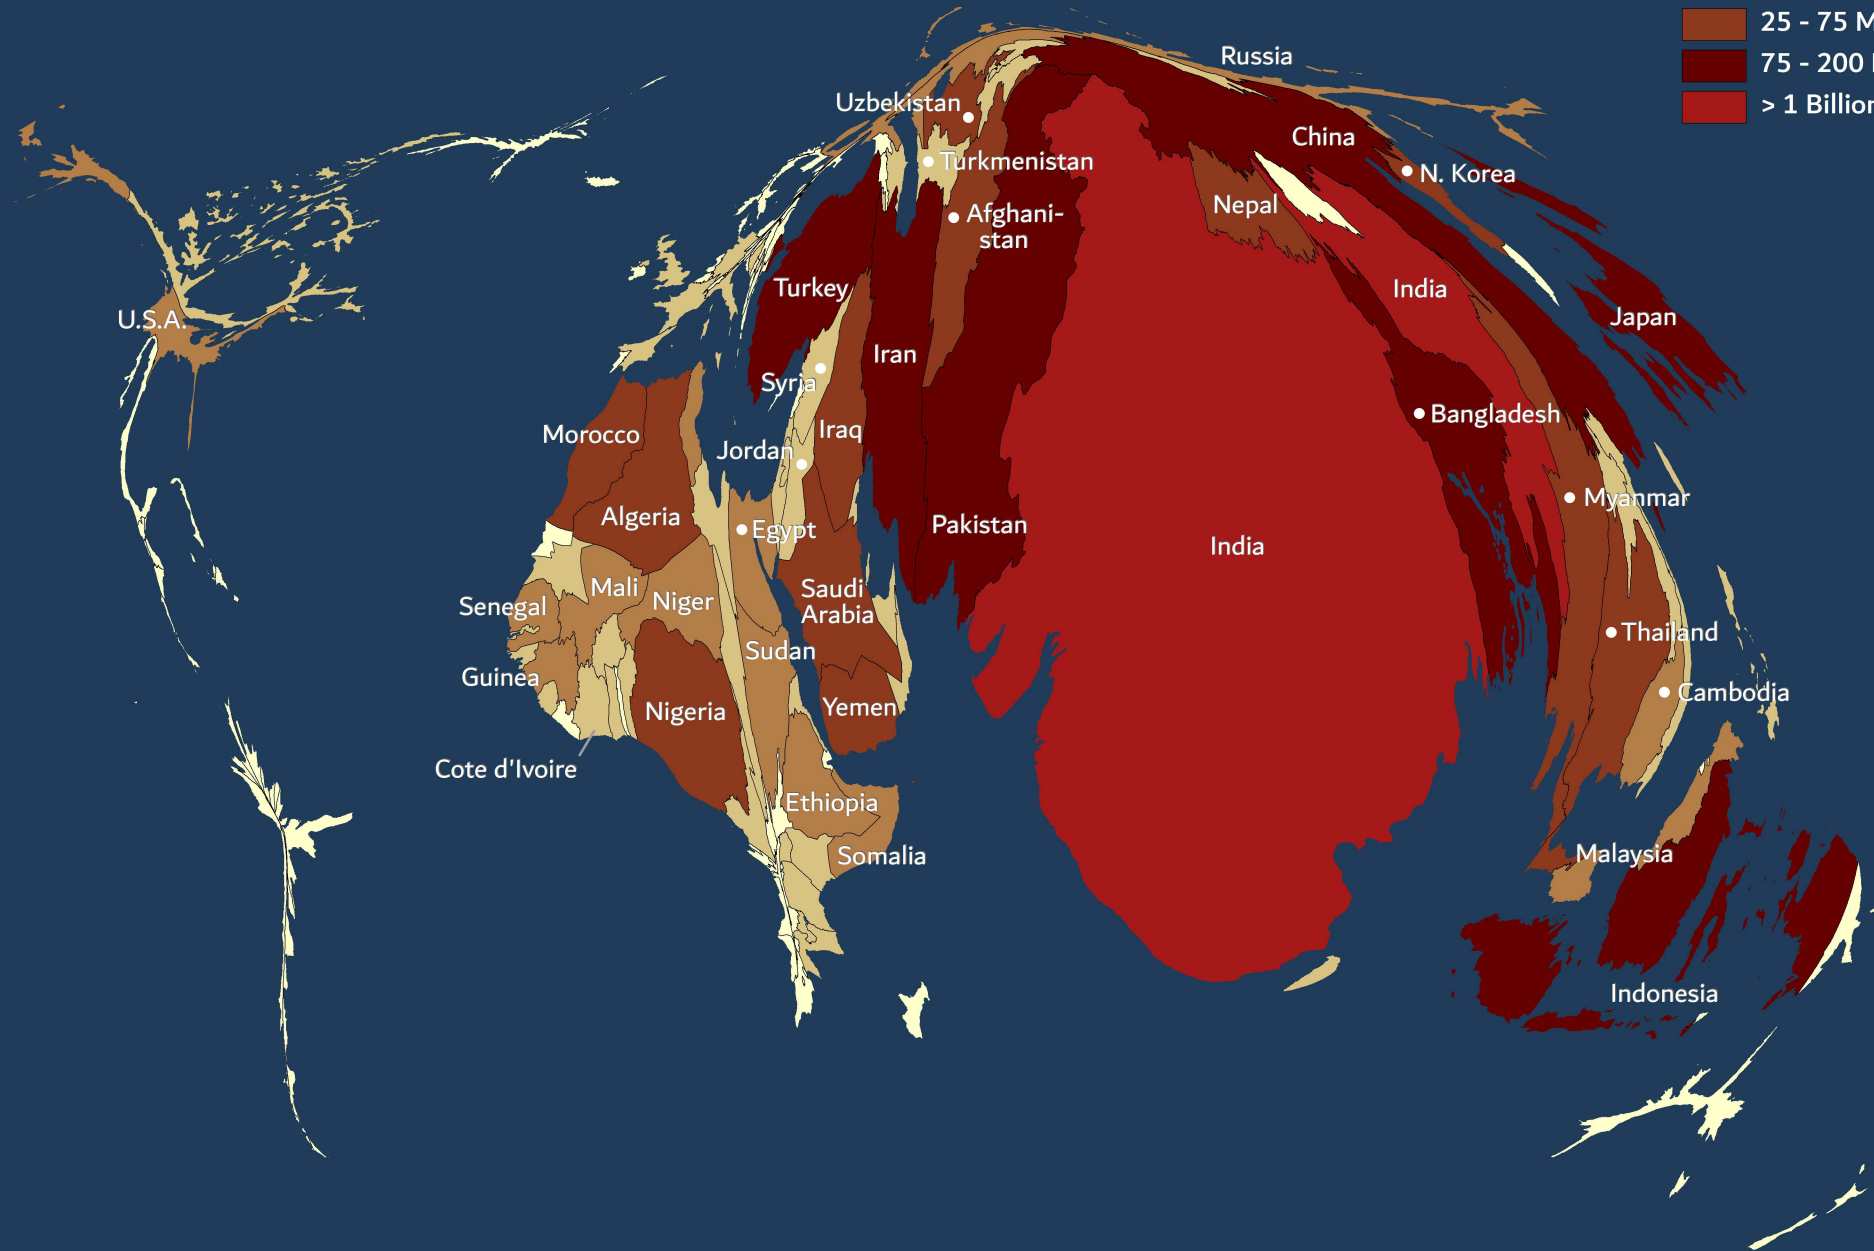 25 - 75 M
75 - 200
> 1 Billion
Russia
Uzbekistan
China
Turkmenistan
N. Korea
Nepal
Afghani-
stan
Turkey
India
U.S.A.
Japan
Iran
Syria
Bangladesh
Morocco
Iraq
Jordan
Myanmar
Algeria
Egypt
Pakistan
India
Mali
Niger
Saudi
Arabia
Senegal
Thailand
Sudan
Guinea
Cambodia
Nigeria
Yemen
Cote d'Ivoire
Ethiopia
Malaysia
Somalia
Indonesia